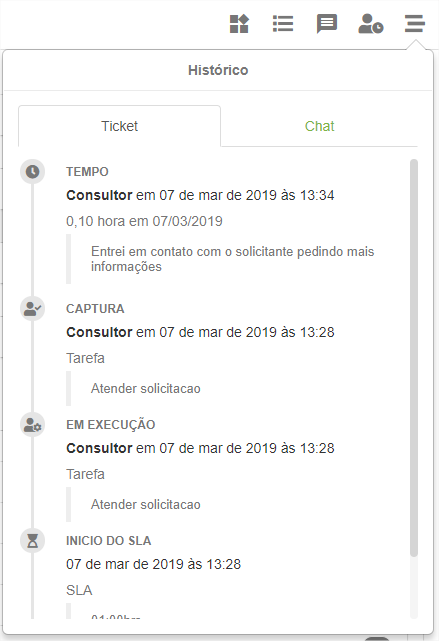 Histórico
Ticket
Chat
TEMPO
Consultor em 07 de mar de 2019 às 13:34
0,10 hora em 07/03/2019
Entrei em contato com o solicitante pedindo mais
informações
CAPTURA
Consultor em 07 de mar de 2019 às 13:28
Tarefa
Atender solicitacao
EM EXECUÇÃO
Consultor em 07 de mar de 2019 às 13:28
Tarefa
Atender solicitacao
INICIO DO SLA
07 de mar de 2019 às 13:28
SLA
01:00hrs